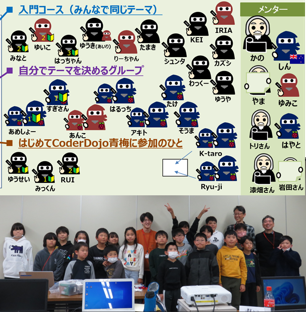 入門コース（みんなで同じテーマ）
メンター
みなと
ゆいこ
はっちゃん
ゆうき(あいり)
りーちゃん
たまき
KEI
IRIA
シュンタ
カズシ
わっくー
ゆうや
かの
しん
自分でテーマを決めるグループ
あめしょー
すぎさん
あんこ
はるっち
アキト
たけ
そうま
やま
ゆみこ
トリさん
はやと
はじめてCoderDojo青梅に参加のひと
ゆうせい
みっくん
RUI
K-taro
Ryu-ji
漆畑さん
岩田さん